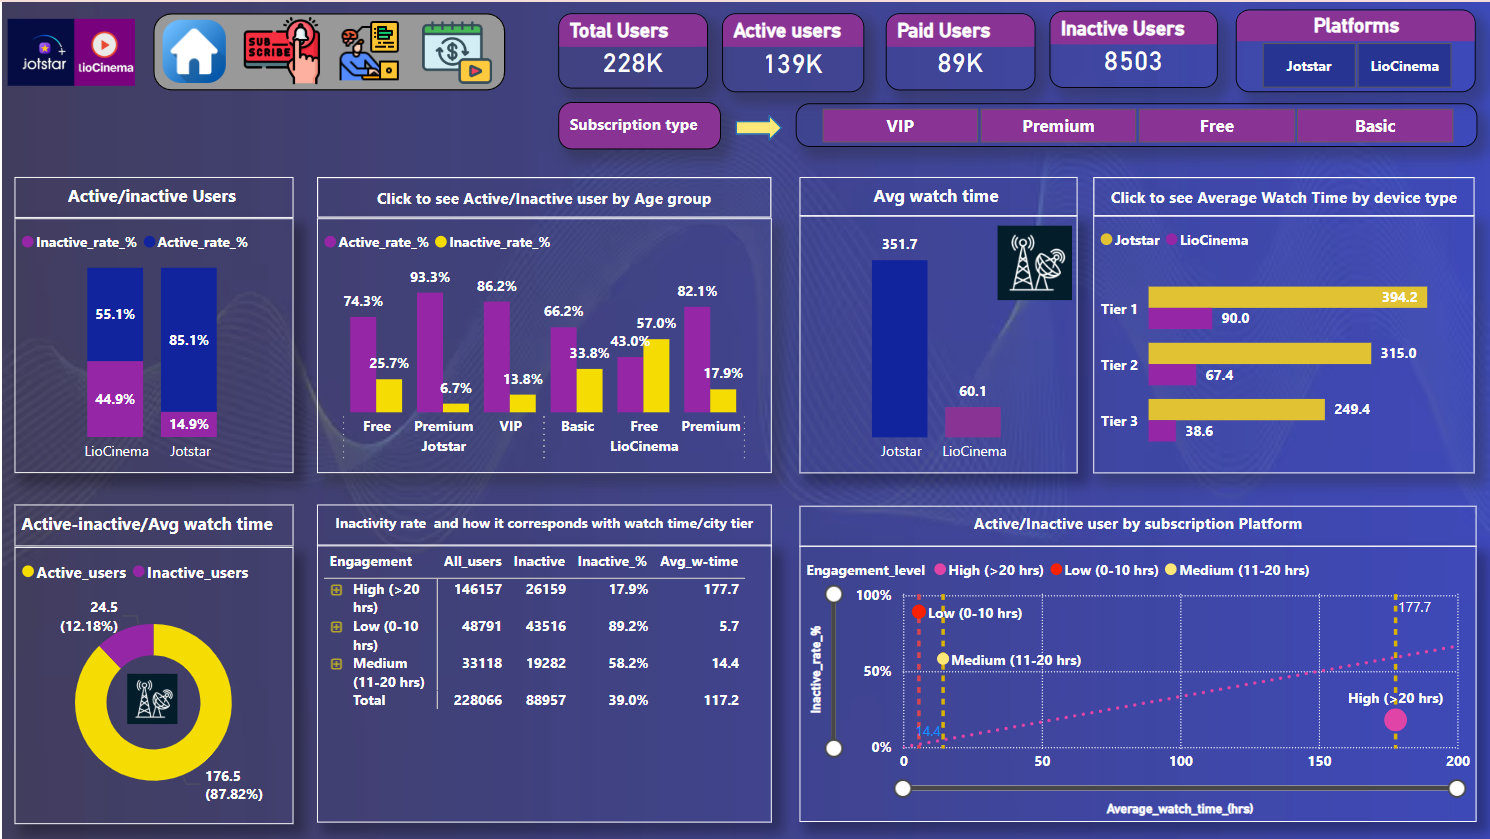 Jotstar
LioCinema
SUB
SCRIBE
Total Users
228K
Active users
139K
Paid Users
89K
Inactive Users
8503
Platforms
Jotstar
LioCinema
Subscription type
VIP
Premium
Free
Basic
Active/inactive Users
Inactive_rate_%
Active_rate_%
55.1%
44.9%
85.1%
14.9%
LioCinema
Jotstar
Click to see Active/Inactive user by Age group
Active_rate_%
Inactive_rate_%
74.3%
25.7%
93.3%
6.7%
86.2%
13.8%
66.2%
33.8%
43.0%
57.0%
82.1%
17.9%
Free
Premium
VIP
Basic
Free
Premium
Jotstar
LioCinema
Avg watch time
351.7
60.1
Jotstar
LioCinema
Click to see Average Watch Time by device type
Jotstar
LioCinema
Tier 1
394.2
90.0
Tier 2
315.0
67.4
Tier 3
249.4
38.6
Active-inactive/Avg watch time
Active_users
Inactive_users
24.5
(12.18%)
176.5
(87.82%)
Inactivity rate and how it corresponds with watch time/city tier
Engagement All_users Inactive Inactive_% Avg_w-time
High (>20 146157 26159 17.9% 177.7
hrs)
Low (0-10 48791 43516 89.2% 5.7
hrs)
Medium 33118 19282 58.2% 14.4
(11-20 hrs)
Total 228066 88957 39.0% 117.2
Active/Inactive user by subscription Platform
Engagement_level High (>20 hrs) Low (0-10 hrs) Medium (11-20 hrs)
100%
50%
0%
Inactive_rate_%
Low (0-10 hrs)
177.7
Medium (11-20 hrs)
High (>20 hrs)
14.4
0
50
100
150
200
Average_watch_time_(hrs)